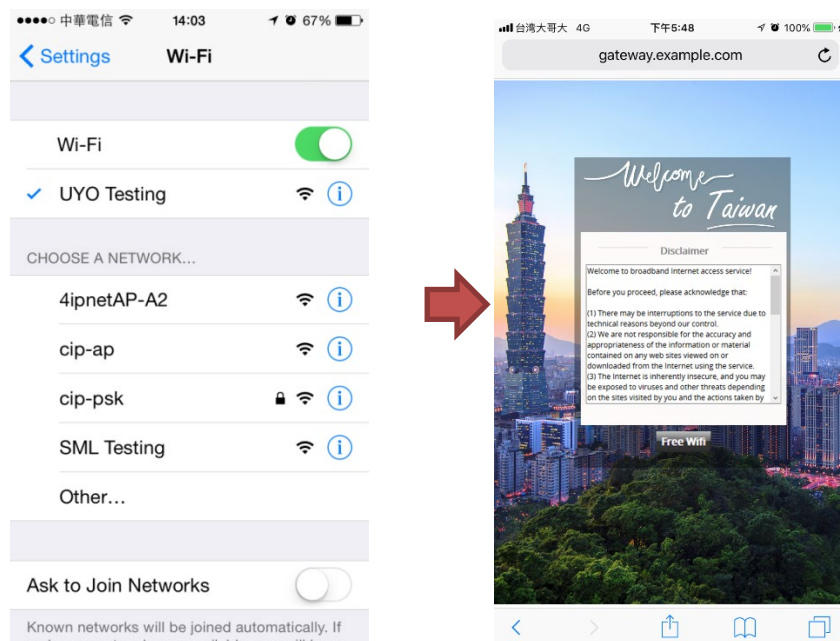 中華電信 14:03 67%
Settings Wi-Fi
Wi-Fi
UYO Testing
CHOOSE A NETWORK...
4ipnetAP-A2
cip-ap
cip-psk
SML Testing
Other...
Ask to Join Networks
Known networks will be joined automatically. If
台湾大哥大 4G 下午5:48 100%
gateway.example.com
Welcome
to Taiwan
Disclaimer
Welcome to broadband Internet access service!
Before you proceed, please acknowledge that:
(1) There may be interruptions to the service due to
technical reasons beyond our control.
(2) We are not responsible for the accuracy and
appropriateness of the information or material
contained on any web sites viewed on or
downloaded from the Internet using the service.
(3) The Internet is inherently insecure, and you may
be exposed to viruses and other threats depending
on the sites visited by you and the actions taken by
Free Wifi